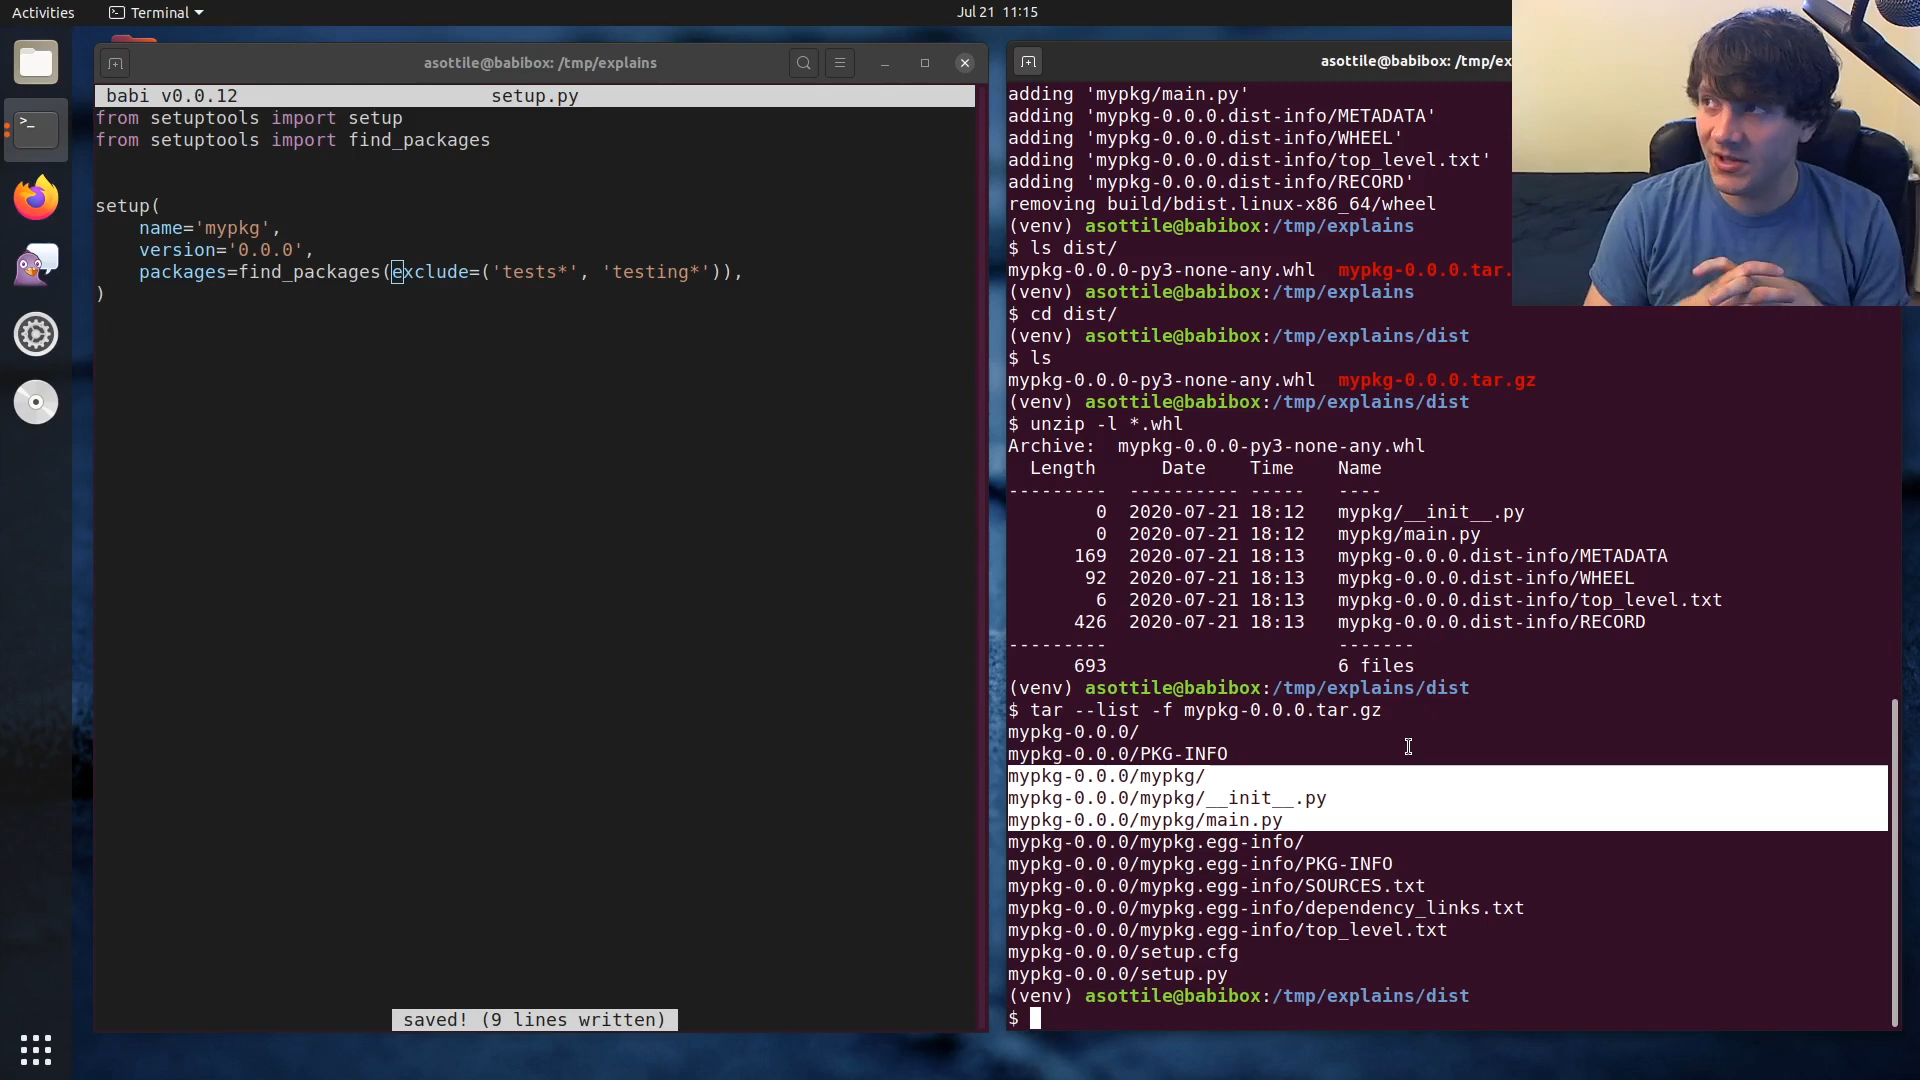 Activities
Terminal
Jul 21 11:15
asottile@babibox: /tmp/explains
babi v0.0.12
setup.py
from setuptools import setup
from setuptools import find_packages
setup(
    name='mypkg',
    version='0.0.0',
    packages=find_packages(exclude=('tests*', 'testing*')),
)
saved! (9 lines written)
asottile@babibox: /tmp/ex
adding 'mypkg/main.py'
adding 'mypkg-0.0.0.dist-info/METADATA'
adding 'mypkg-0.0.0.dist-info/WHEEL'
adding 'mypkg-0.0.0.dist-info/top_level.txt'
adding 'mypkg-0.0.0.dist-info/RECORD'
removing build/bdist.linux-x86_64/wheel
(venv) asottile@babibox:/tmp/explains
$ ls dist/
mypkg-0.0.0-py3-none-any.whl  mypkg-0.0.0.tar.
(venv) asottile@babibox:/tmp/explains
$ cd dist/
(venv) asottile@babibox:/tmp/explains/dist
$ ls
mypkg-0.0.0-py3-none-any.whl  mypkg-0.0.0.tar.gz
(venv) asottile@babibox:/tmp/explains/dist
$ unzip -l *.whl
Archive:  mypkg-0.0.0-py3-none-any.whl
  Length      Date    Time    Name
---------  ---------- -----   ----
        0  2020-07-21 18:12   mypkg/__init__.py
        0  2020-07-21 18:12   mypkg/main.py
      169  2020-07-21 18:13   mypkg-0.0.0.dist-info/METADATA
       92  2020-07-21 18:13   mypkg-0.0.0.dist-info/WHEEL
        6  2020-07-21 18:13   mypkg-0.0.0.dist-info/top_level.txt
      426  2020-07-21 18:13   mypkg-0.0.0.dist-info/RECORD
---------                     -------
      693                     6 files
(venv) asottile@babibox:/tmp/explains/dist
$ tar --list -f mypkg-0.0.0.tar.gz
mypkg-0.0.0/
mypkg-0.0.0/PKG-INFO
mypkg-0.0.0/mypkg/
mypkg-0.0.0/mypkg/__init__.py
mypkg-0.0.0/mypkg/main.py
mypkg-0.0.0/mypkg.egg-info/
mypkg-0.0.0/mypkg.egg-info/PKG-INFO
mypkg-0.0.0/mypkg.egg-info/SOURCES.txt
mypkg-0.0.0/mypkg.egg-info/dependency_links.txt
mypkg-0.0.0/mypkg.egg-info/top_level.txt
mypkg-0.0.0/setup.cfg
mypkg-0.0.0/setup.py
(venv) asottile@babibox:/tmp/explains/dist
$